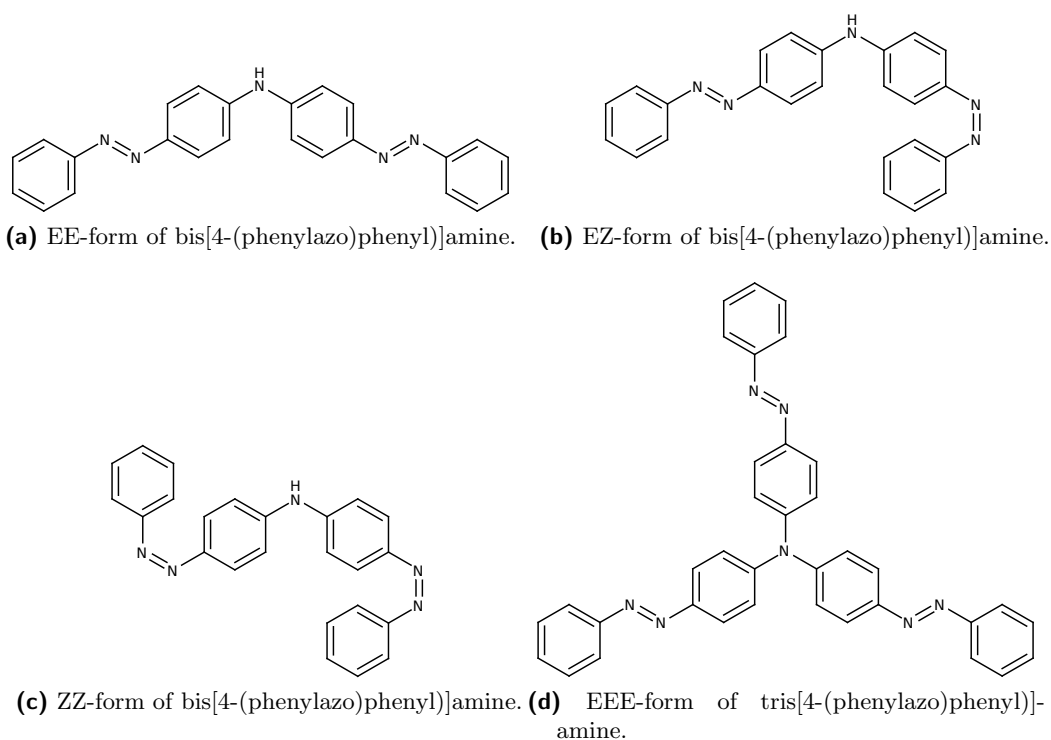 H
N
N
N
N
N
(a) EE-form of bis[4-(phenylazo)phenyl)]amine.
H
N
N
N
N
N
(b) EZ-form of bis[4-(phenylazo)phenyl)]amine.
H
N
N
N
N
N
(c) ZZ-form of bis[4-(phenylazo)phenyl)]amine.
N
N
N
N
N
N
N
(d) EEE-form of tris[4-(phenylazo)phenyl)]-
amine.